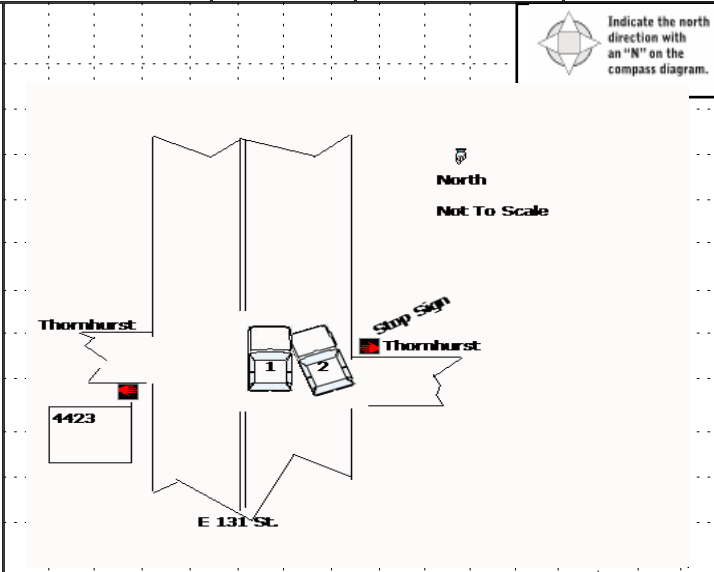 Indicate the north
direction with
an “N” on the
compass diagram.
North
Not To Scale
Stop Sign
Thornhurst
Thornhurst
1
2
4423
E 131 St.